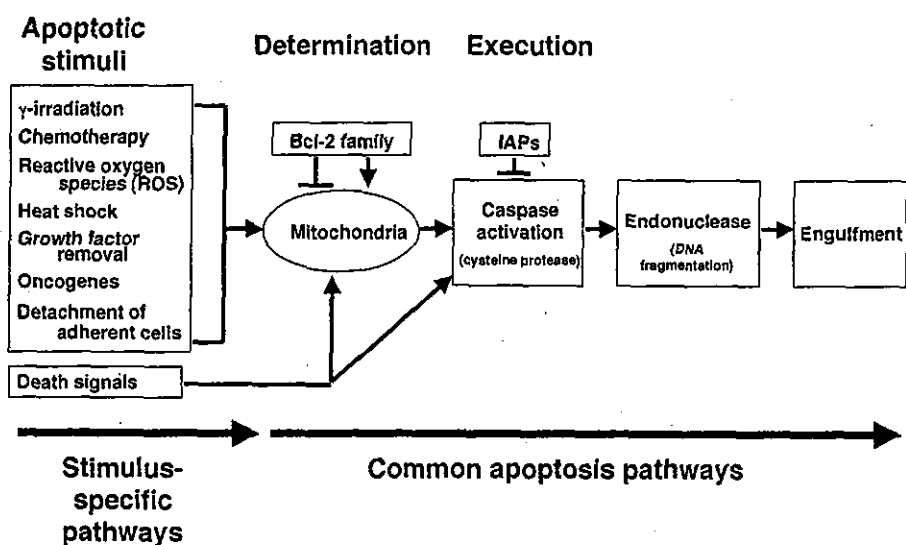 Apoptotic
stimuli
Determination
Execution
γ-irradiation
Chemotherapy
Reactive oxygen
species (ROS)
Heat shock
Growth factor
removal
Oncogenes
Detachment of
adherent cells
Death signals
Bcl-2 family
Mitochondria
IAPs
Caspase
activation
(cysteine protease)
Endonuclease
(DNA
fragmentation)
Engulfment
Stimulus-
specific
pathways
Common apoptosis pathways